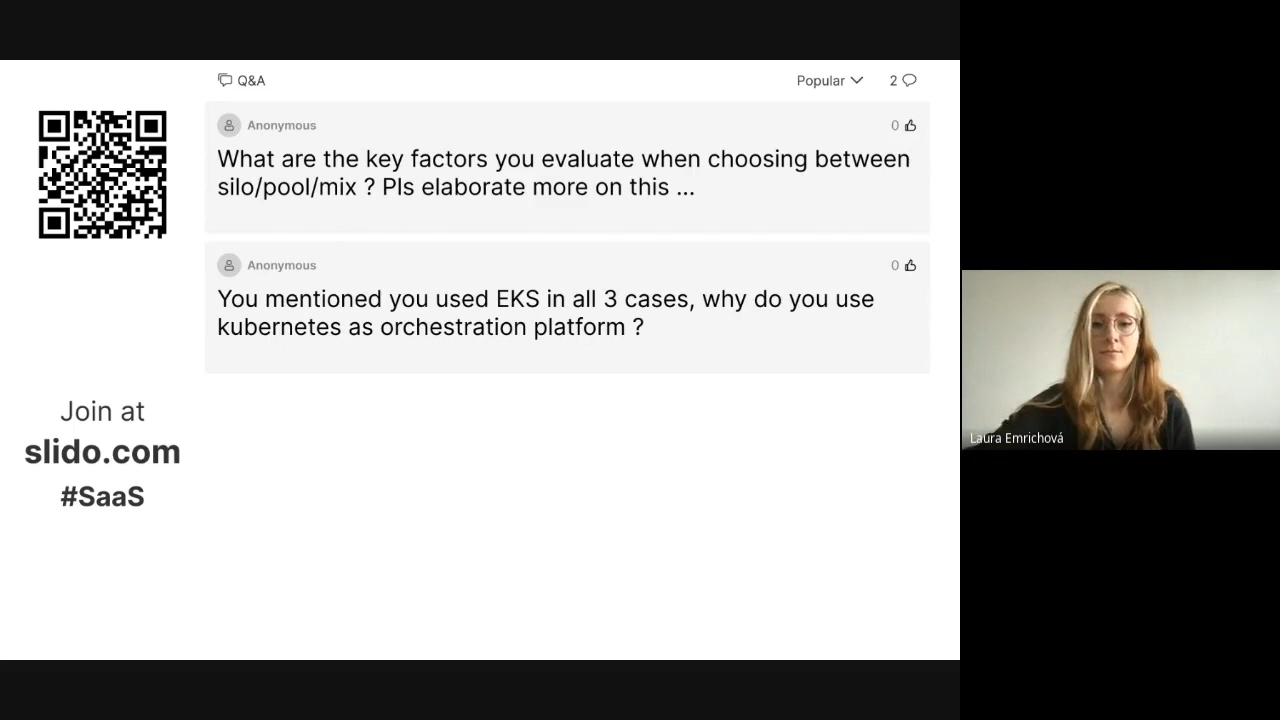 Q&A
Popular
2
Anonymous
0
What are the key factors you evaluate when choosing between
silo/pool/mix ? Pls elaborate more on this ...
Anonymous
0
You mentioned you used EKS in all 3 cases, why do you use
kubernetes as orchestration platform ?
Join at
slido.com
#SaaS
Laura Emrichová